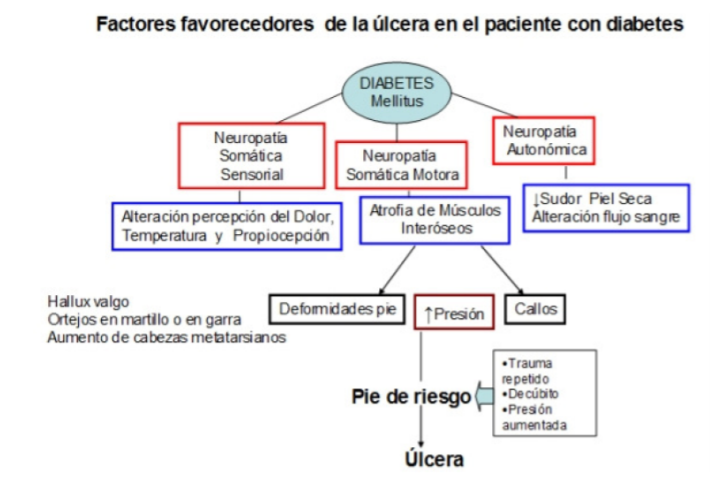 Factores favorecedores de la úlcera en el paciente con diabetes
DIABETES
Mellitus
Neuropatía
Somática
Sensorial
Neuropatía
Somática Motora
Neuropatía
Autonómica
Alteración percepción del Dolor,
Temperatura y Propiocepción
Atrofia de Músculos
Interóseos
↓Sudor Piel Seca
Alteración flujo sangre
Hallux valgo
Ortejos en martillo o en garra
Aumento de cabezas metatarsianos
Deformidades pie
↑Presión
Callos
Pie de riesgo
•Trauma
repetido
•Decúbito
•Presión
aumentada
Úlcera